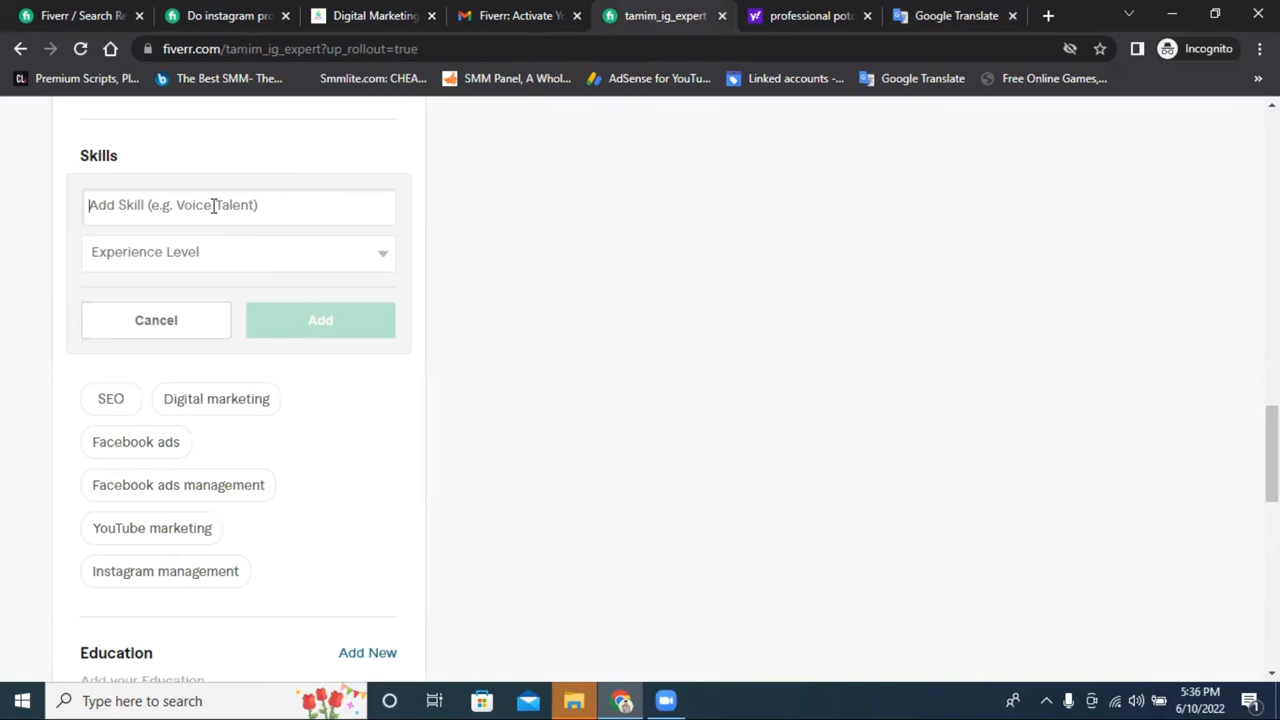 Fiverr / Search Re
Do instagram pro
Digital Marketing
Fiverr: Activate Yo
tamim_ig_expert
professional pot
Google Translate
fiverr.com/tamim_ig_expert?up_rollout=true
Incognito
Premium Scripts, Pl...
The Best SMM- The...
Smmlite.com: CHEA...
SMM Panel, A Whol...
AdSense for YouTu...
Linked accounts -...
Google Translate
Free Online Games,...
Skills
Add Skill (e.g. Voice Talent)
Experience Level
Cancel
Add
SEO
Digital marketing
Facebook ads
Facebook ads management
YouTube marketing
Instagram management
Education
Add New
Add your Education
Type here to search
5:36 PM
6/10/2022